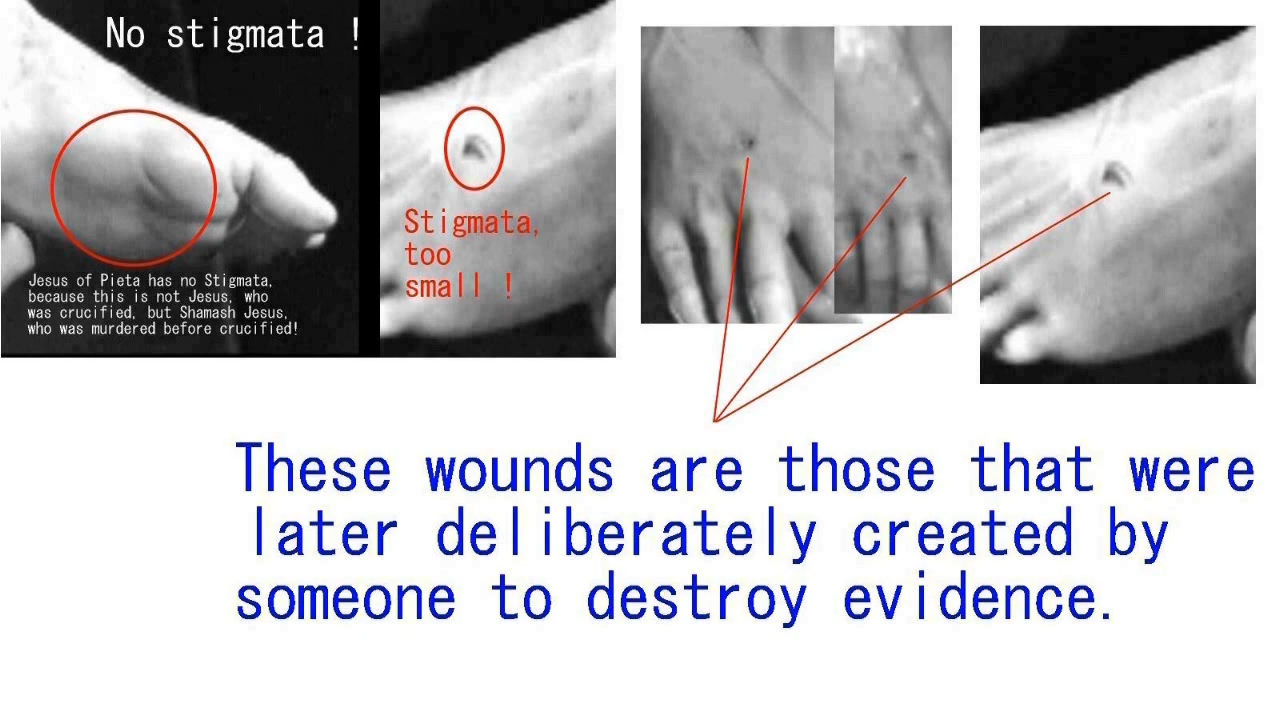 No stigmata !
Jesus of Pieta has no Stigmata,
because this is not Jesus, who
was crucified, but Shamash Jesus,
who was murdered before crucified!
Stigmata,
too
small !
These wounds are those that were
later deliberately created by
someone to destroy evidence.